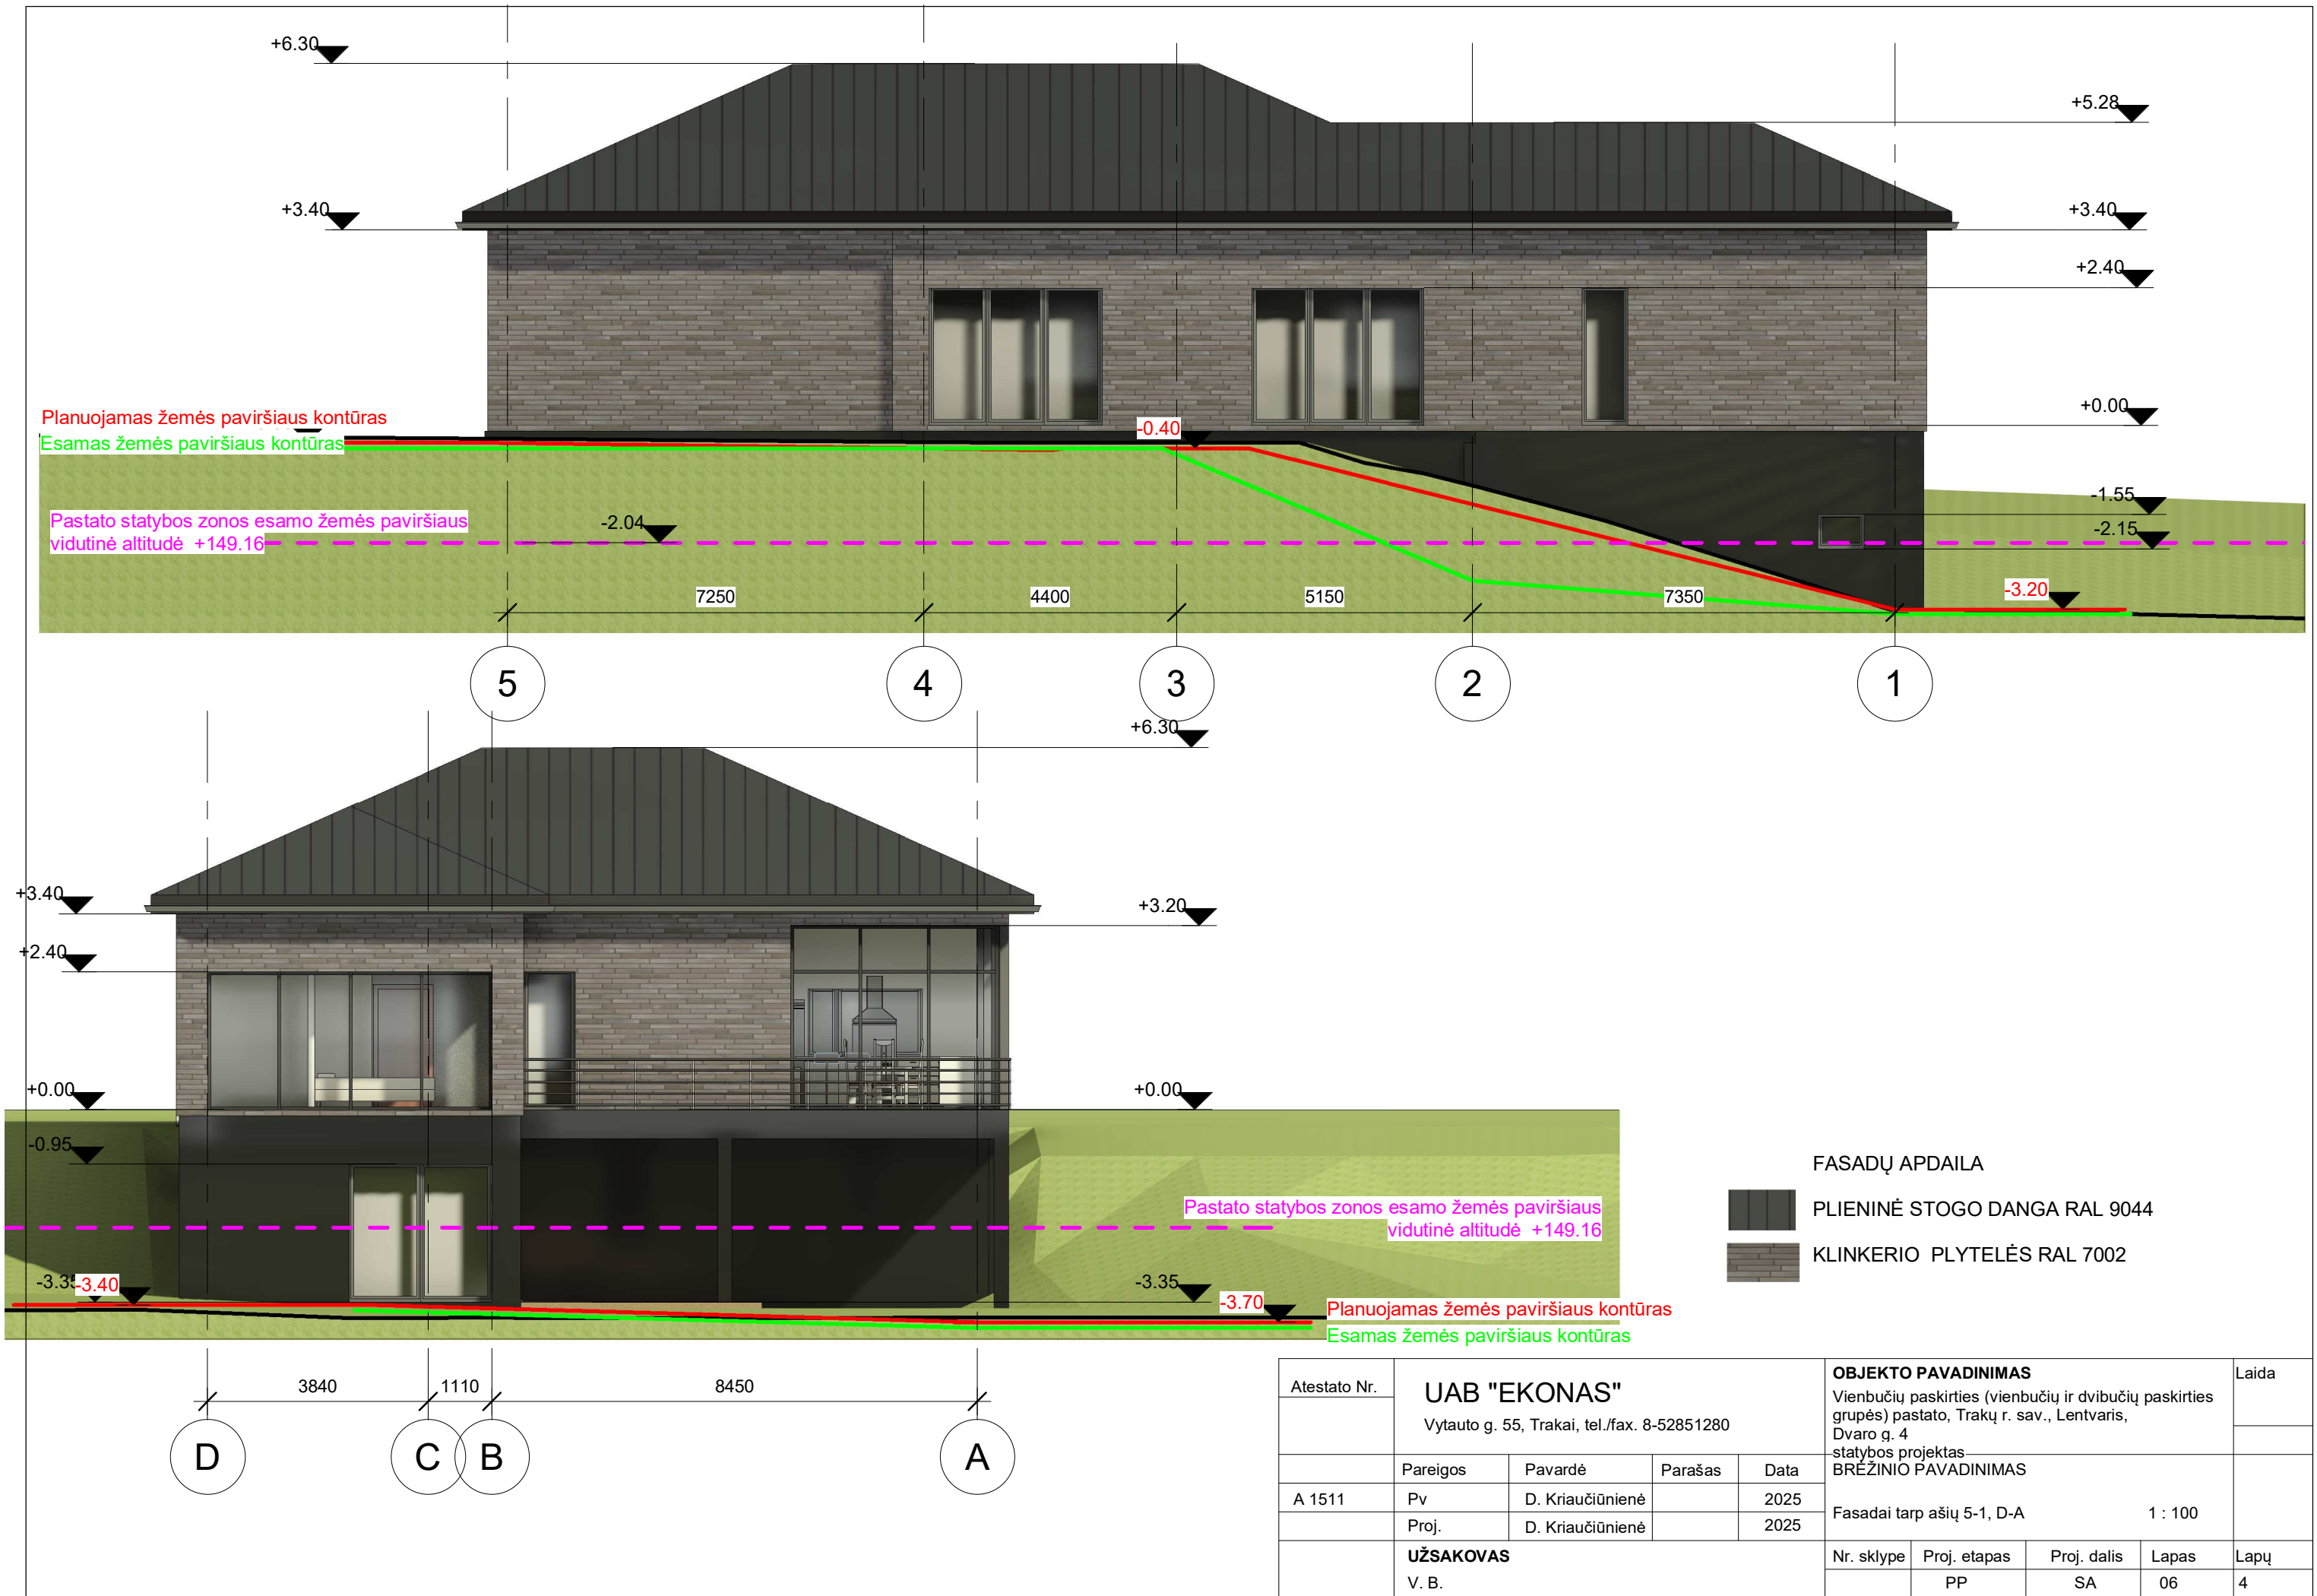 +6.30
+5.28
+3.40
+3.40
+2.40
+0.00
Planuojamas žemės paviršiaus kontūras
Esamas žemės paviršiaus kontūras
-0.40
-1.55
-2.15
Pastato statybos zonos esamo žemės paviršiaus
vidutinė altitudė +149.16
-2.04
-3.20
7250
4400
5150
7350
5
4
3
2
1
+6.30
+3.40
+3.20
+2.40
+0.00
+0.00
-0.95
Pastato statybos zonos esamo žemės paviršiaus
vidutinė altitudė +149.16
-3.35
-3.40
-3.35
-3.70
Planuojamas žemės paviršiaus kontūras
Esamas žemės paviršiaus kontūras
3840
1110
8450
D
C
B
A
FASADŲ APDAILA
PLIENINĖ STOGO DANGA RAL 9044
KLINKERIO PLYTELĖS RAL 7002
Atestato Nr.
UAB "EKONAS"
Vytauto g. 55, Trakai, tel./fax. 8-52851280
OBJEKTO PAVADINIMAS
Vienbučių paskirties (vienbučių ir dvibučių paskirties
grupės) pastato, Trakų r. sav., Lentvaris,
Dvaro g. 4
statybos projektas
Laida
Pareigos Pavardė Parašas Data
A 1511 Pv D. Kriaučiūnienė 2025
Proj. D. Kriaučiūnienė 2025
BRĖŽINIO PAVADINIMAS
Fasadai tarp ašių 5-1, D-A 1 : 100
UŽSAKOVAS
V. B.
Nr. sklype Proj. etapas Proj. dalis Lapas Lapų
PP SA 06 4